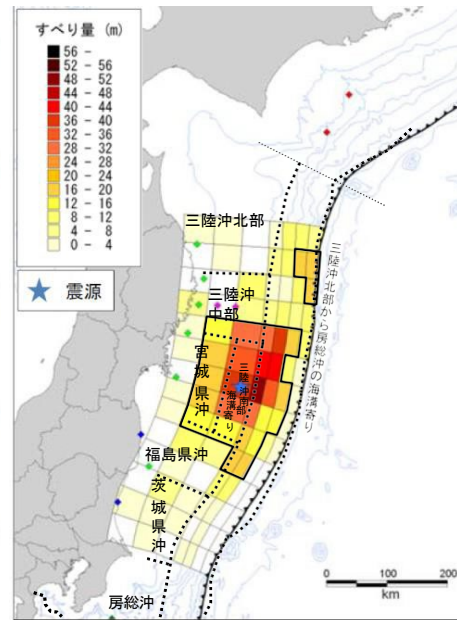 すべり量 (m)
56 -
52 - 56
48 - 52
44 - 48
40 - 44
36 - 40
32 - 36
28 - 32
24 - 28
20 - 24
16 - 20
12 - 16
8 - 12
4 - 8
0 - 4
震源
三陸沖北部
三陸沖
中部
三陸沖北部から房総沖の海溝寄り
宮城県沖
三陸沖南部
海溝寄り
福島県沖
茨城県沖
房総沖
0 100 200
km